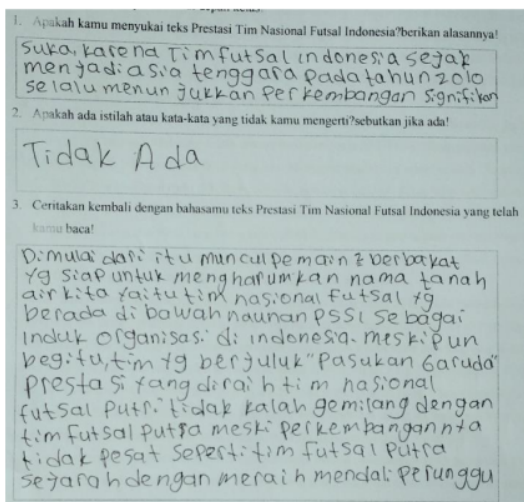 1. Apakah kamu menyukai teks Prestasi Tim Nasional Futsal Indonesia?berikan alasannya!
Suka, karena Tim futsal indonesia sejak
menjadi asia tenggara pada tahun 2010
selalu menunjukkan perkembangan signifikan
2. Apakah ada istilah atau kata-kata yang tidak kamu mengerti?sebutkan jika ada!
Tidak Ada
3. Ceritakan kembali dengan bahasamu teks Prestasi Tim Nasional Futsal Indonesia yang telah
kamu baca!
Dimulai dari itu muncul pemain2 berbakat
yg siap untuk mengharumkan nama tanah
air kita yaitu tim nasional futsal yg
berada di bawah naunan PSSI sebagai
induk organisasi di indonesia. meskipun
begitu, tim yg berjuluk "Pasukan Garuda"
prestasi yang diraih tim nasional
futsal putri tidak kalah gemilang dengan
tim futsal putra meski perkembangannya
tidak pesat seperti tim futsal putra
sejarah dengan meraih mendali perunggu